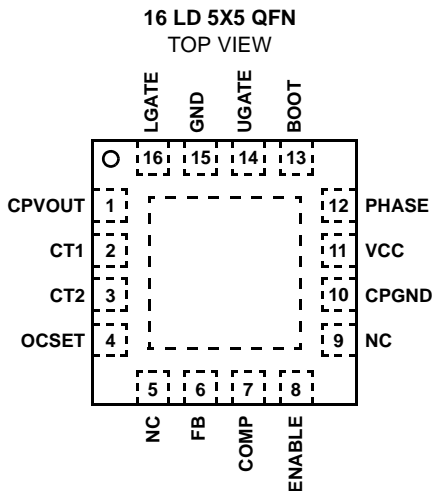 16 LD 5X5 QFN
TOP VIEW
LGATE
GND
UGATE
BOOT
16
15
14
13
CPVOUT 1
12 PHASE
CT1 2
11 VCC
CT2 3
10 CPGND
OCSET 4
9 NC
5
6
7
8
NC
FB
COMP
ENABLE